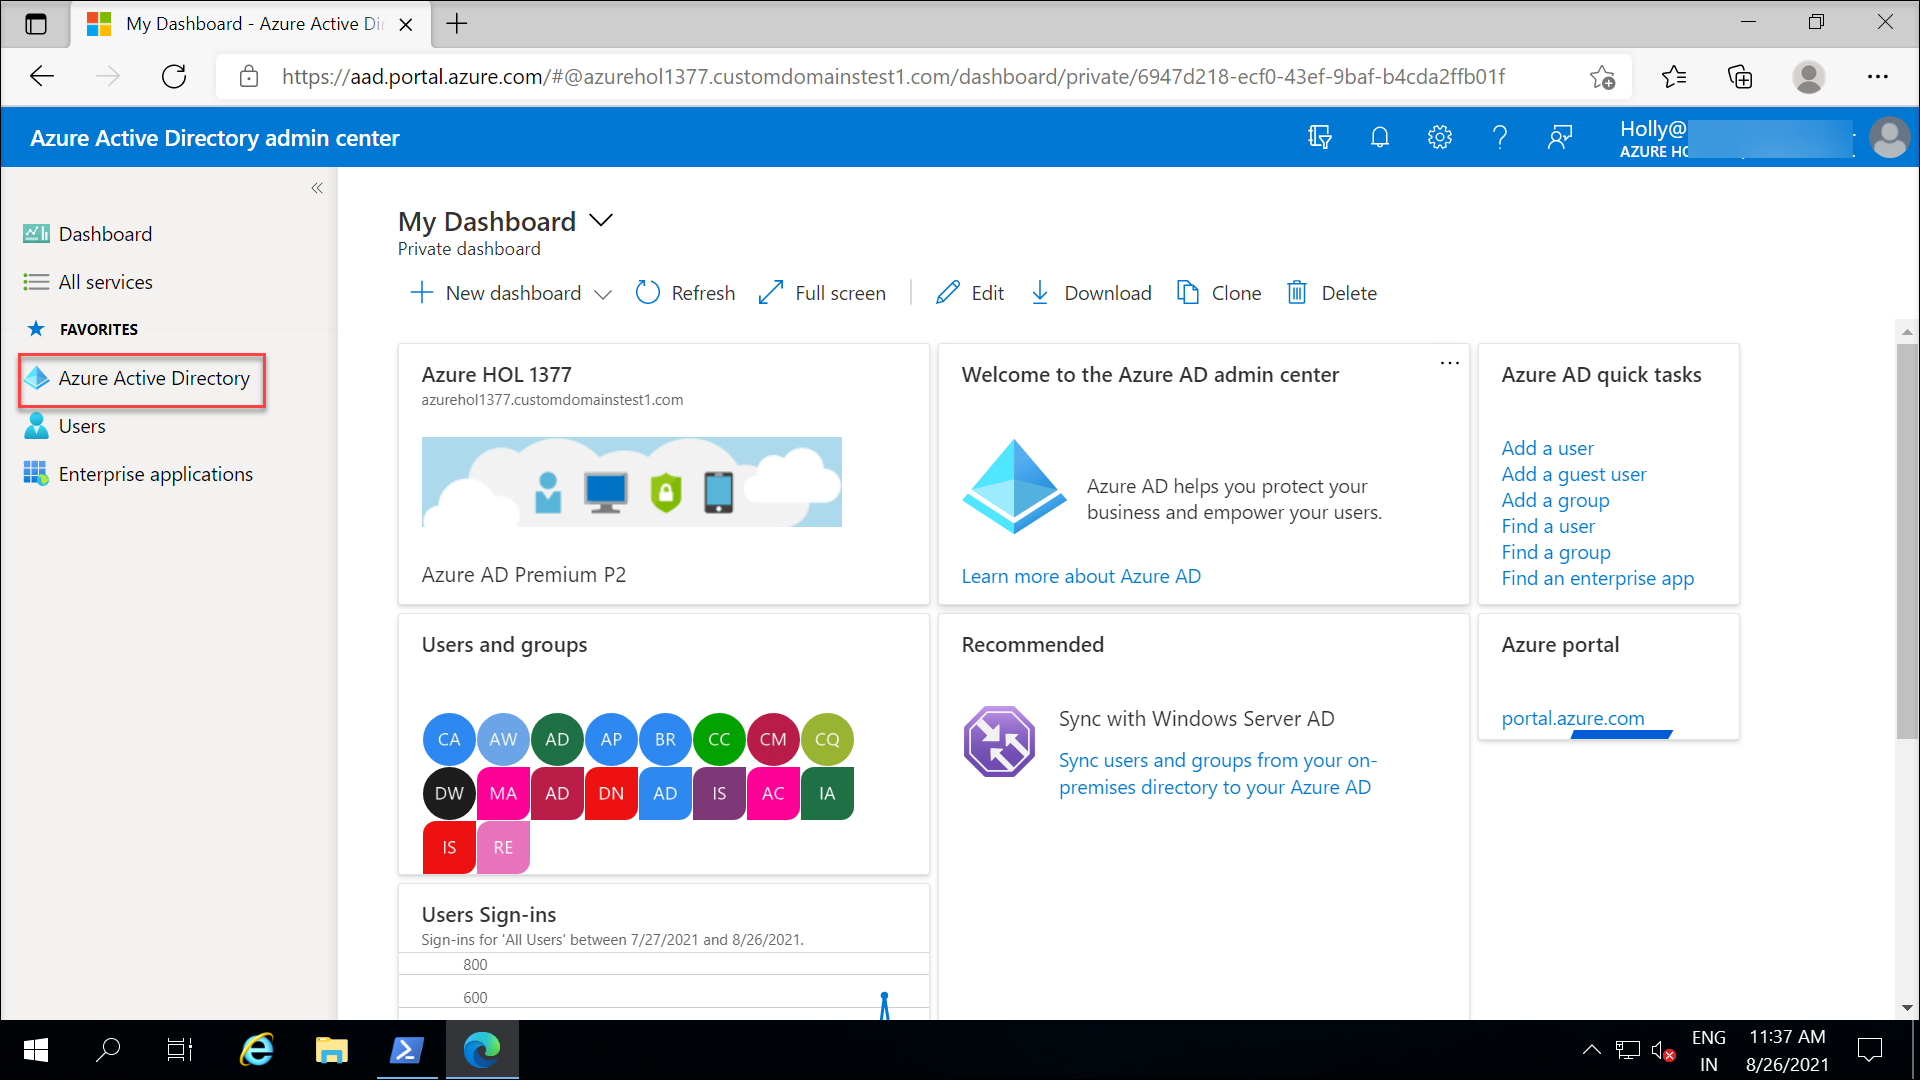 My Dashboard - Azure Active Dir
https://aad.portal.azure.com/#@azurehol1377.customdomainstest1.com/dashboard/private/6947d218-ecf0-43ef-9baf-b4cda2ffb01f
Azure Active Directory admin center
Holly@
AZURE HO
Dashboard
All services
FAVORITES
Azure Active Directory
Users
Enterprise applications
My Dashboard
Private dashboard
New dashboard
Refresh
Full screen
Edit
Download
Clone
Delete
Azure HOL 1377
azurehol1377.customdomainstest1.com
Azure AD Premium P2
Welcome to the Azure AD admin center
Azure AD helps you protect your
business and empower your users.
Learn more about Azure AD
Azure AD quick tasks
Add a user
Add a guest user
Add a group
Find a user
Find a group
Find an enterprise app
Users and groups
CA AW AD AP BR CC CM CQ
DW MA AD DN AD IS AC IA
IS RE
Recommended
Sync with Windows Server AD
Sync users and groups from your on-
premises directory to your Azure AD
Azure portal
portal.azure.com
Users Sign-ins
Sign-ins for 'All Users' between 7/27/2021 and 8/26/2021.
800
600
ENG
IN
11:37 AM
8/26/2021